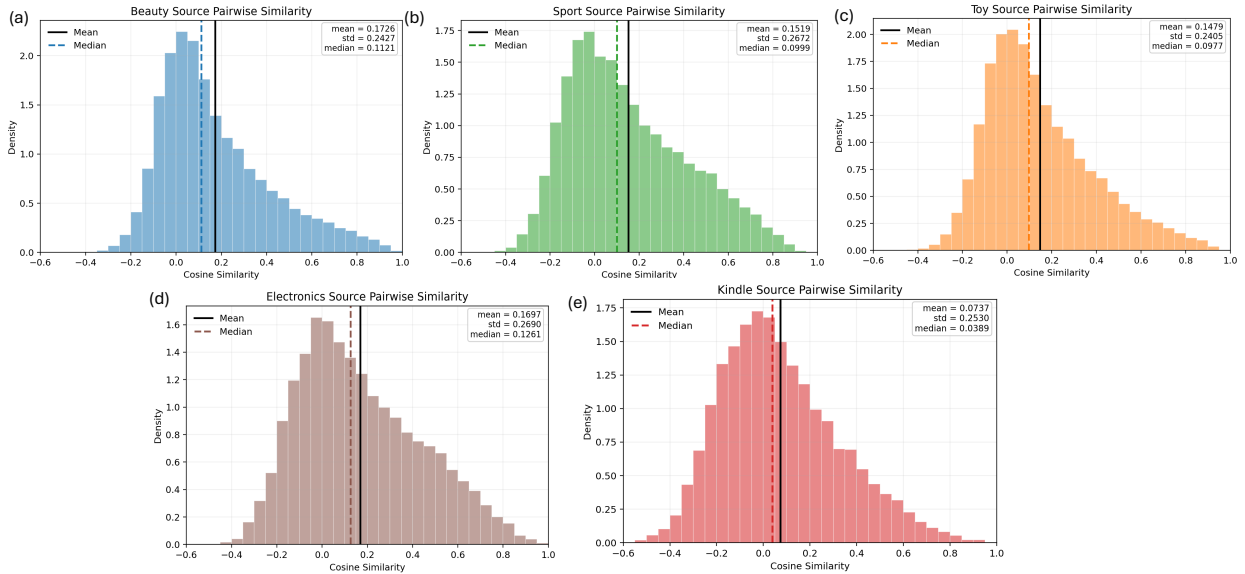 (a)
Beauty Source Pairwise Similarity
Mean
Median
mean = 0.1726
std = 0.2427
median = 0.1121
Density
2.0
1.5
1.0
0.5
0.0
−0.6 −0.4 −0.2 0.0 0.2 0.4 0.6 0.8 1.0
Cosine Similarity
(b)
Sport Source Pairwise Similarity
Mean
Median
mean = 0.1519
std = 0.2672
median = 0.0999
Density
1.75
1.50
1.25
1.00
0.75
0.50
0.25
0.00
−0.6 −0.4 −0.2 0.0 0.2 0.4 0.6 0.8 1.0
Cosine Similarity
(c)
Toy Source Pairwise Similarity
Mean
Median
mean = 0.1479
std = 0.2405
median = 0.0977
Density
2.00
1.75
1.50
1.25
1.00
0.75
0.50
0.25
0.00
−0.6 −0.4 −0.2 0.0 0.2 0.4 0.6 0.8 1.0
Cosine Similarity
(d)
Electronics Source Pairwise Similarity
Mean
Median
mean = 0.1697
std = 0.2690
median = 0.1261
Density
1.6
1.4
1.2
1.0
0.8
0.6
0.4
0.2
0.0
−0.6 −0.4 −0.2 0.0 0.2 0.4 0.6 0.8 1.0
Cosine Similarity
(e)
Kindle Source Pairwise Similarity
Mean
Median
mean = 0.0737
std = 0.2530
median = 0.0389
Density
1.75
1.50
1.25
1.00
0.75
0.50
0.25
0.00
−0.6 −0.4 −0.2 0.0 0.2 0.4 0.6 0.8 1.0
Cosine Similarity